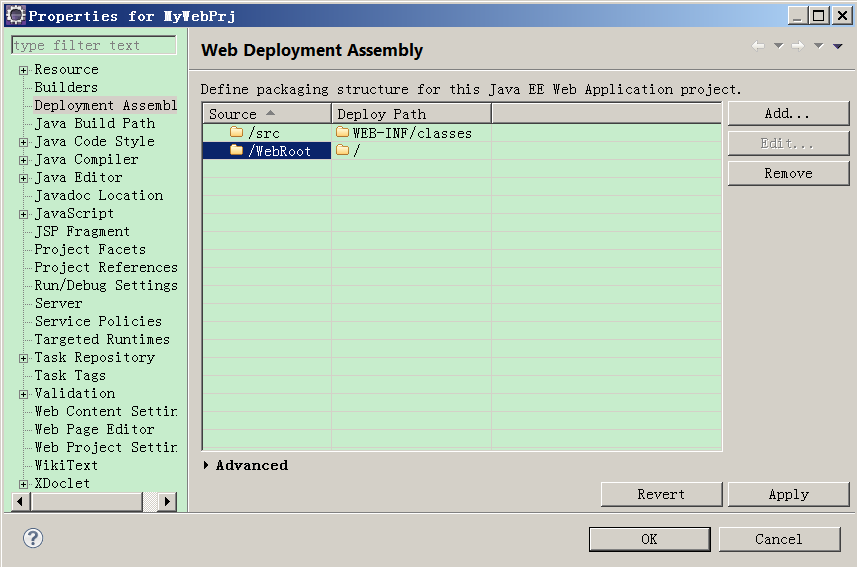 Properties for MyWebPrj
type filter text
Resource
Builders
Deployment Assembl
Java Build Path
Java Code Style
Java Compiler
Java Editor
Javadoc Location
JavaScript
JSP Fragment
Project Facets
Project References
Run/Debug Settings
Server
Service Policies
Targeted Runtimes
Task Repository
Task Tags
Validation
Web Content Settin
Web Page Editor
Web Project Settin
WikiText
XDoclet
Web Deployment Assembly
Define packaging structure for this Java EE Web Application project.
Source Deploy Path
/src WEB-INF/classes
/WebRoot /
Add...
Edit...
Remove
Advanced
Revert Apply
? OK Cancel